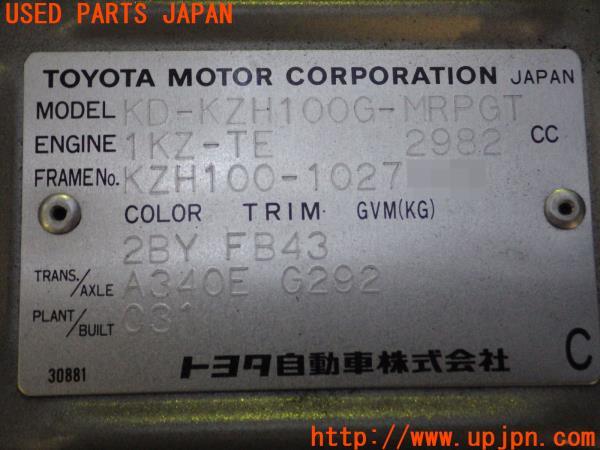 USED PARTS JAPAN
TOYOTA MOTOR CORPORATION JAPAN
MODEL KD-KZH100G-MRPGT
ENGINE 1KZ-TE 2982 CC
FRAME No. KZH100-1027
COLOR TRIM GVM(KG)
2BY FB43
TRANS./AXLE A340E G292
PLANT/BUILT
トヨタ自動車株式会社 C
30881
http://www.upjpn.com/